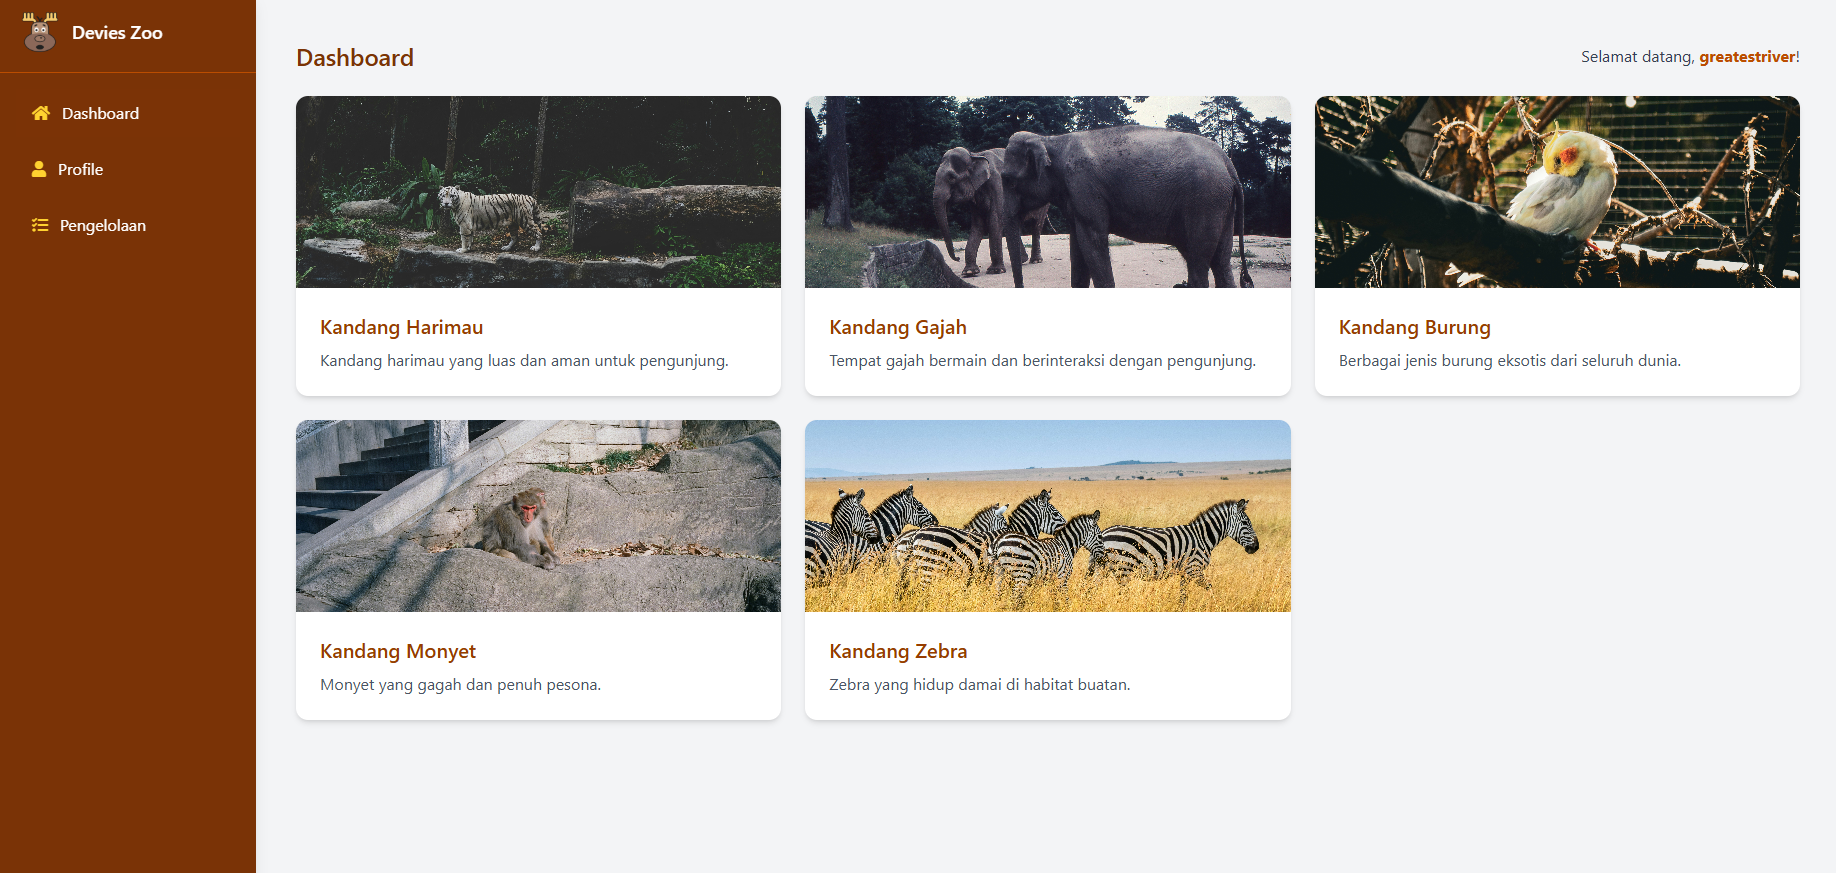 Devies Zoo
Dashboard
Profile
Pengelolaan
Dashboard
Selamat datang, greatestriver!
Kandang Harimau
Kandang harimau yang luas dan aman untuk pengunjung.
Kandang Gajah
Tempat gajah bermain dan berinteraksi dengan pengunjung.
Kandang Burung
Berbagai jenis burung eksotis dari seluruh dunia.
Kandang Monyet
Monyet yang gagah dan penuh pesona.
Kandang Zebra
Zebra yang hidup damai di habitat buatan.